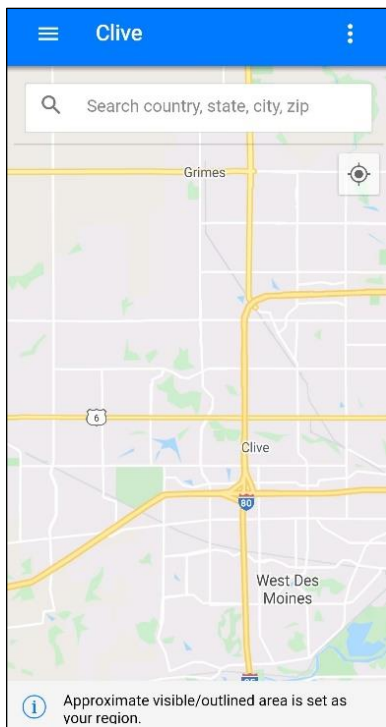 Clive
Search country, state, city, zip
Grimes
6
Clive
80
West Des
Moines
Approximate visible/outlined area is set as
your region.